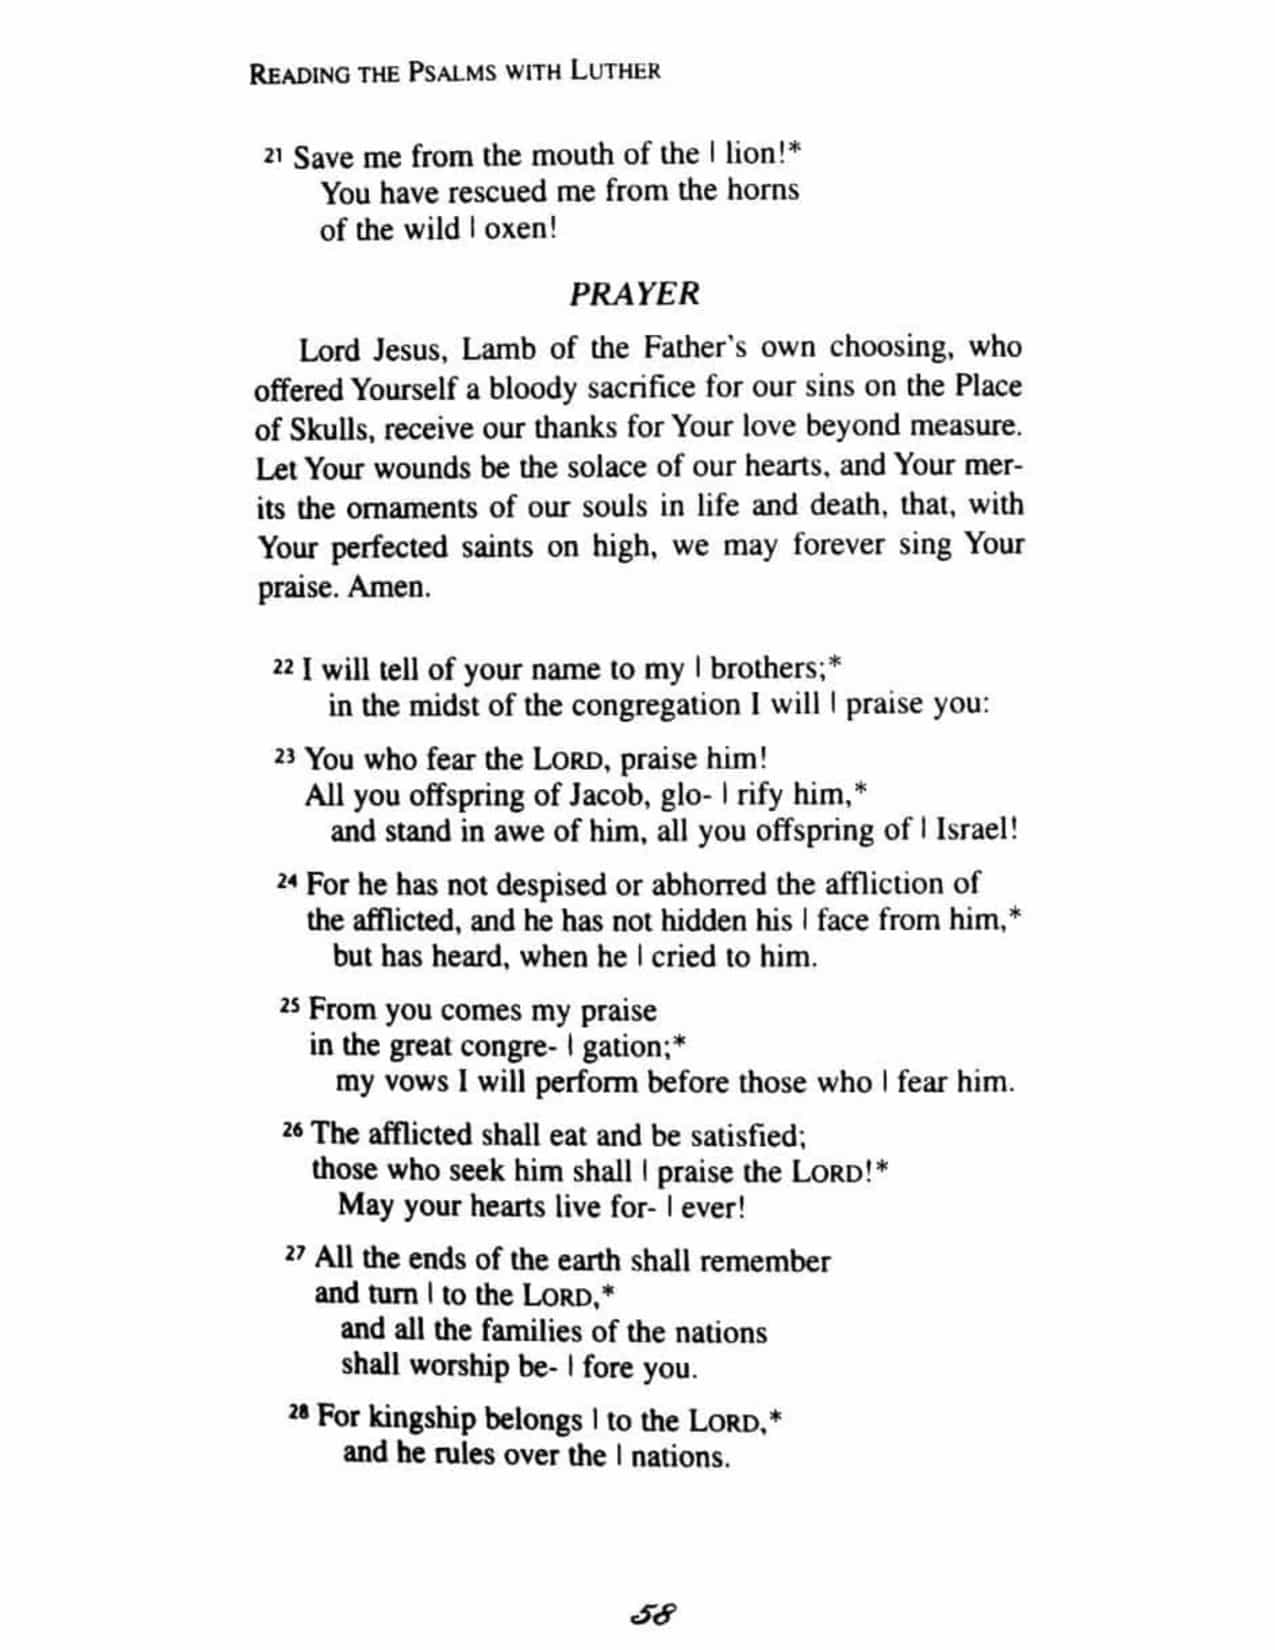 READING THE PSALMS WITH LUTHER
21 Save me from the mouth of the | lion!*
You have rescued me from the horns
of the wild | oxen!
PRAYER
Lord Jesus, Lamb of the Father's own choosing, who
offered Yourself a bloody sacrifice for our sins on the Place
of Skulls, receive our thanks for Your love beyond measure.
Let Your wounds be the solace of our hearts, and Your mer-
its the ornaments of our souls in life and death, that, with
Your perfected saints on high, we may forever sing Your
praise. Amen.
22 I will tell of your name to my | brothers;*
in the midst of the congregation I will | praise you:
23 You who fear the LORD, praise him!
All you offspring of Jacob, glo- | rify him,*
and stand in awe of him, all you offspring of | Israel!
24 For he has not despised or abhorred the affliction of
the afflicted, and he has not hidden his | face from him,*
but has heard, when he | cried to him.
25 From you comes my praise
in the great congre- | gation;*
my vows I will perform before those who | fear him.
26 The afflicted shall eat and be satisfied;
those who seek him shall | praise the LORD!*
May your hearts live for- | ever!
27 All the ends of the earth shall remember
and turn | to the LORD,*
and all the families of the nations
shall worship be- | fore you.
28 For kingship belongs | to the LORD,*
and he rules over the | nations.
58